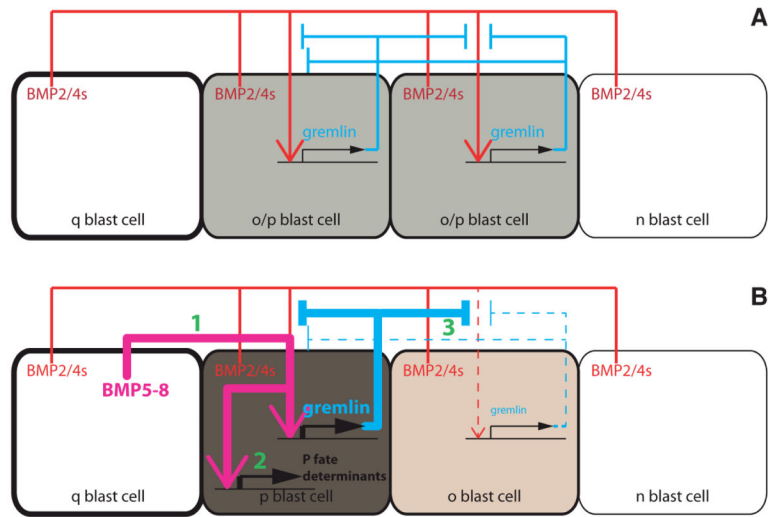 A
BMP2/4s BMP2/4s BMP2/4s BMP2/4s
gremlin gremlin
q blast cell o/p blast cell o/p blast cell n blast cell
B
1 3
BMP2/4s BMP2/4s BMP2/4s BMP2/4s
BMP5-8
gremlin gremlin
2 P fate
determinants
q blast cell p blast cell o blast cell n blast cell